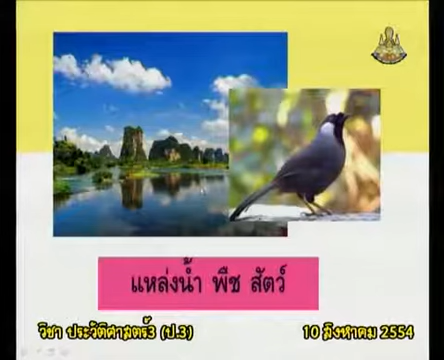 แหล่งน้ำ พืช สัตว์
วิชา ประวัติศาสตร์3 (ป.3)
10 สิงหาคม 2554